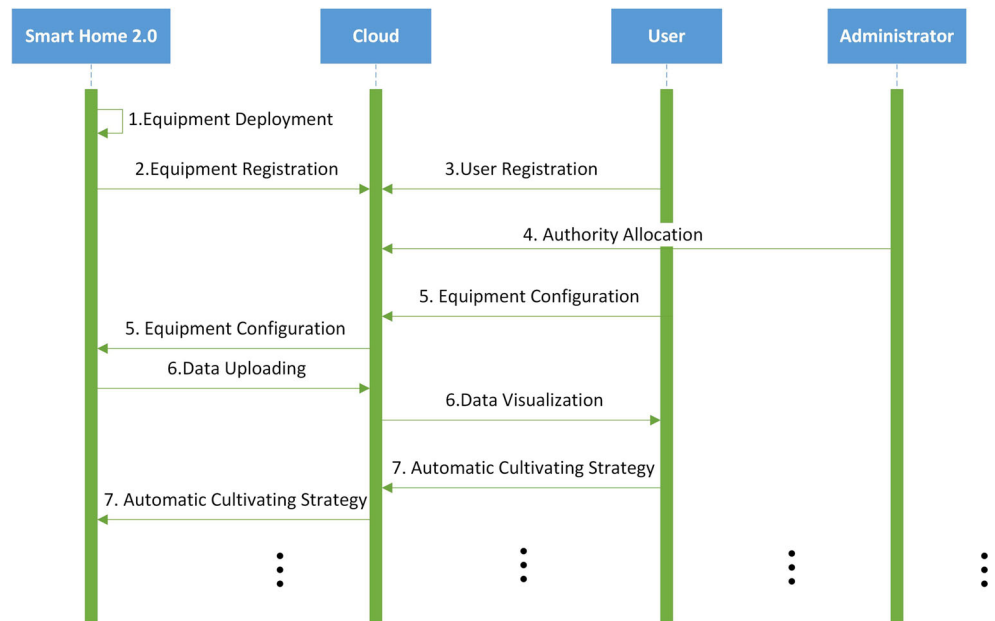 Smart Home 2.0
Cloud
User
Administrator
1.Equipment Deployment
2.Equipment Registration
3.User Registration
4. Authority Allocation
5. Equipment Configuration
5. Equipment Configuration
6.Data Uploading
6.Data Visualization
7. Automatic Cultivating Strategy
7. Automatic Cultivating Strategy